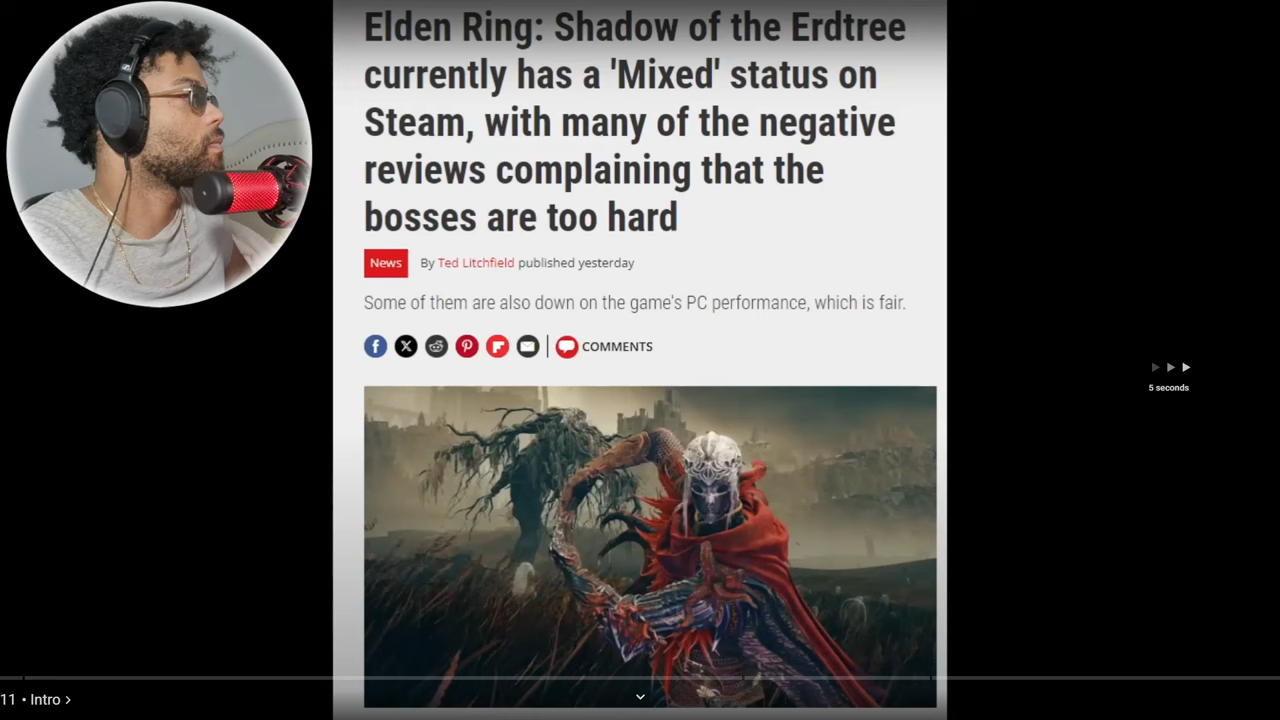 Elden Ring: Shadow of the Erdtree
currently has a 'Mixed' status on
Steam, with many of the negative
reviews complaining that the
bosses are too hard
News By Ted Litchfield published yesterday
Some of them are also down on the game's PC performance, which is fair.
COMMENTS
5 seconds
11 • Intro >